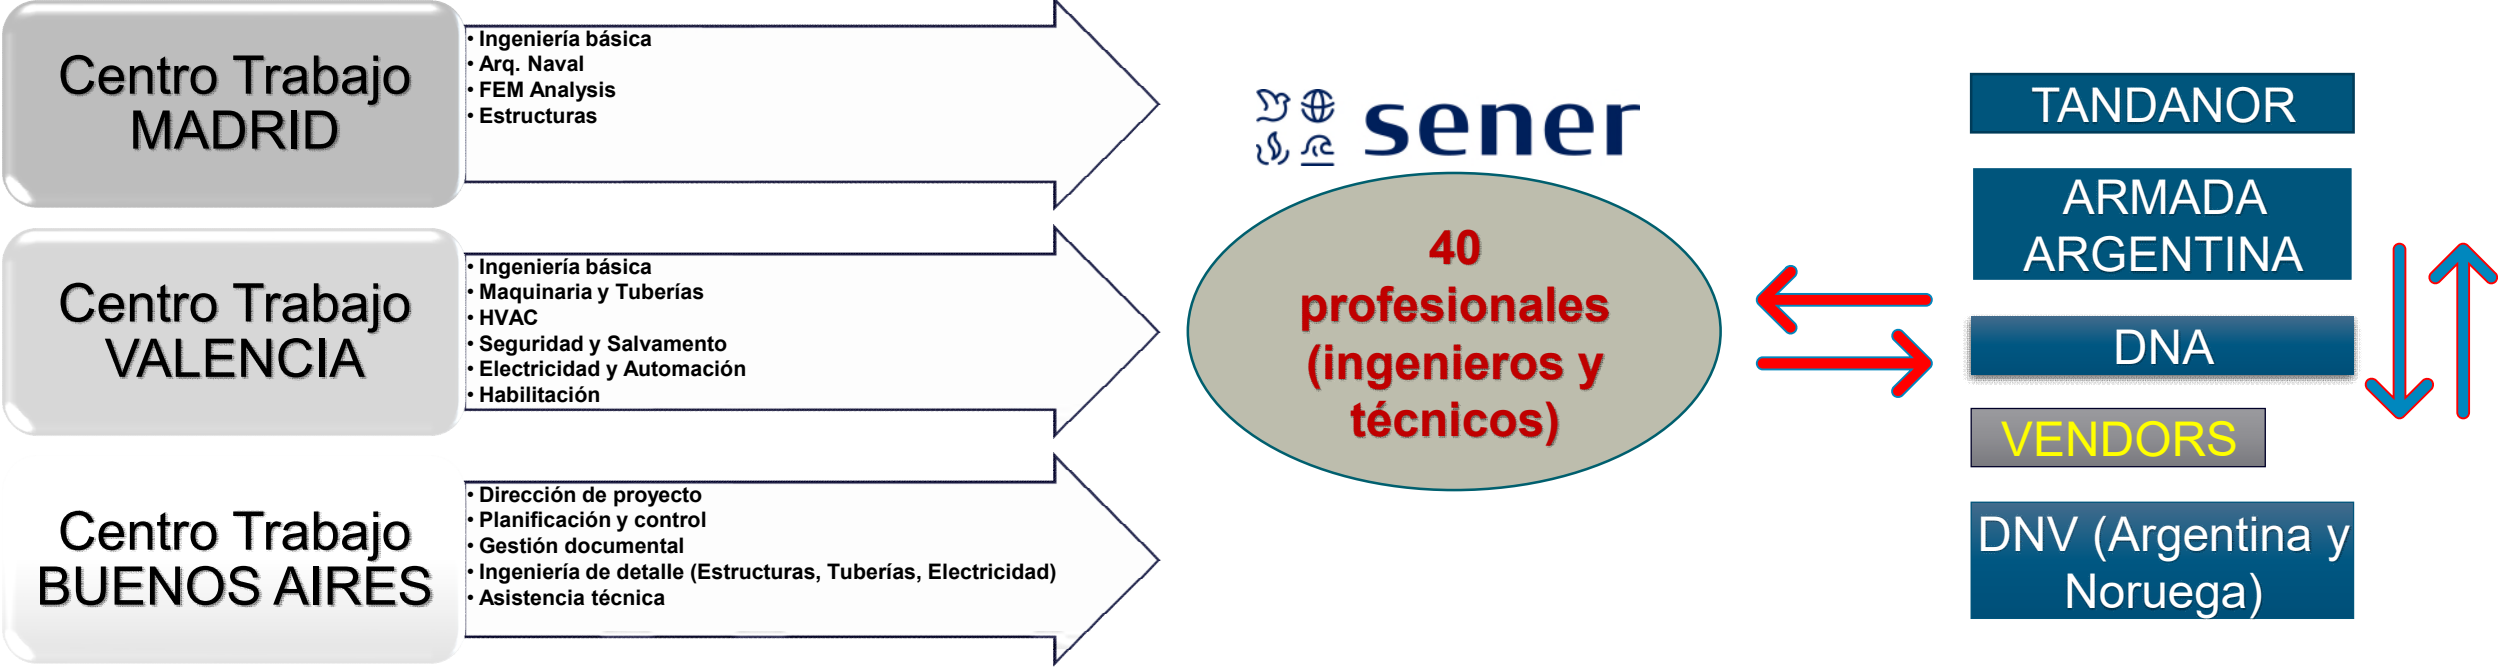 Centro Trabajo
MADRID
• Ingeniería básica
• Arq. Naval
• FEM Analysis
• Estructuras
Centro Trabajo
VALENCIA
• Ingeniería básica
• Maquinaria y Tuberías
• HVAC
• Seguridad y Salvamento
• Electricidad y Automación
• Habilitación
Centro Trabajo
BUENOS AIRES
• Dirección de proyecto
• Planificación y control
• Gestión documental
• Ingeniería de detalle (Estructuras, Tuberías, Electricidad)
• Asistencia técnica
sener
40
profesionales
(ingenieros y
técnicos)
TANDANOR
ARMADA
ARGENTINA
DNA
VENDORS
DNV (Argentina y
Noruega)